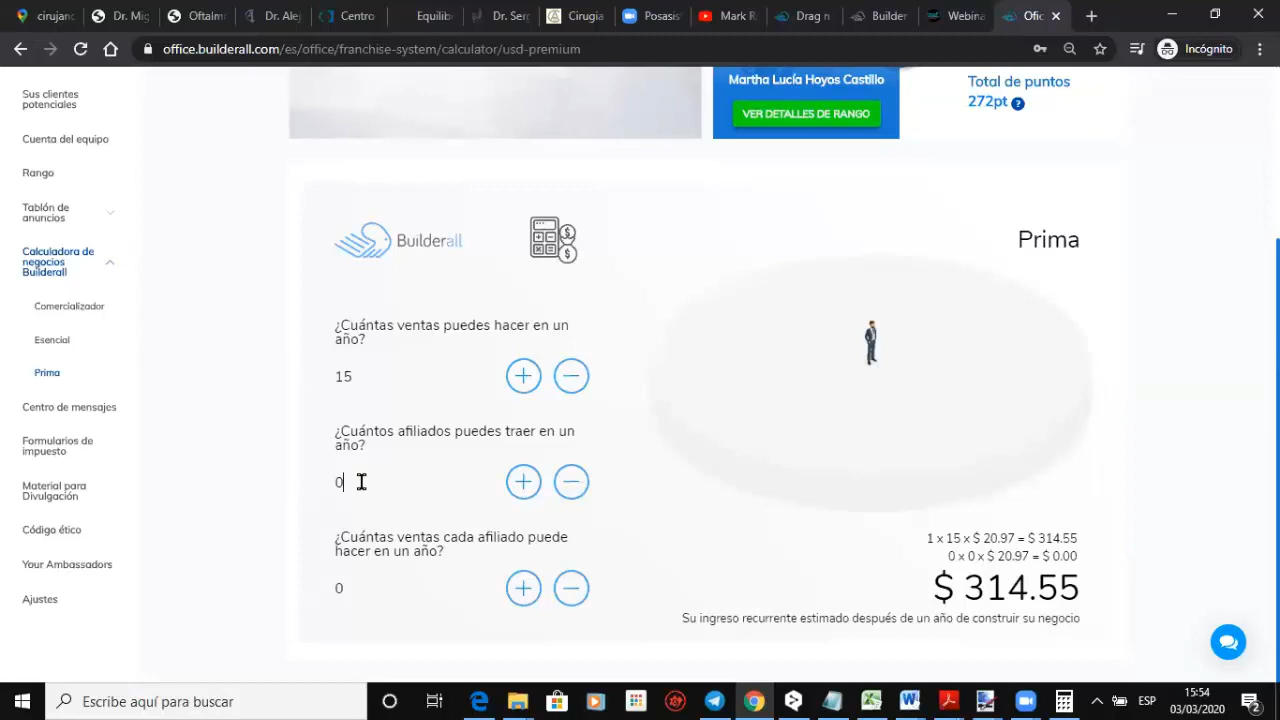 cirujanc
Dr. Mig
Oftalmi
Dr. Alej
Centro
Equilib
Dr. Ser
Cirugía
Posasis
Mark R
Drag n
Builder
Webina
Ofic
office.builderall.com/es/office/franchise-system/calculator/usd-premium
Incógnito
Sus clientes
potenciales
Cuenta del equipo
Rango
Tablón de
anuncios
Calculadora de
negocios
Builderall
Comercializador
Esencial
Prima
Centro de mensajes
Formularios de
impuesto
Material para
Divulgación
Código ético
Your Ambassadors
Ajustes
Martha Lucía Hoyos Castillo
VER DETALLES DE RANGO
Total de puntos
272pt ?
Builderall
Prima
¿Cuántas ventas puedes hacer en un
año?
15
¿Cuántos afiliados puedes traer en un
año?
0
¿Cuántas ventas cada afiliado puede
hacer en un año?
0
1 x 15 x $ 20.97 = $ 314.55
0 x 0 x $ 20.97 = $ 0.00
$ 314.55
Su ingreso recurrente estimado después de un año de construir su negocio
Escribe aquí para buscar
ESP
15:54
03/03/2020
2